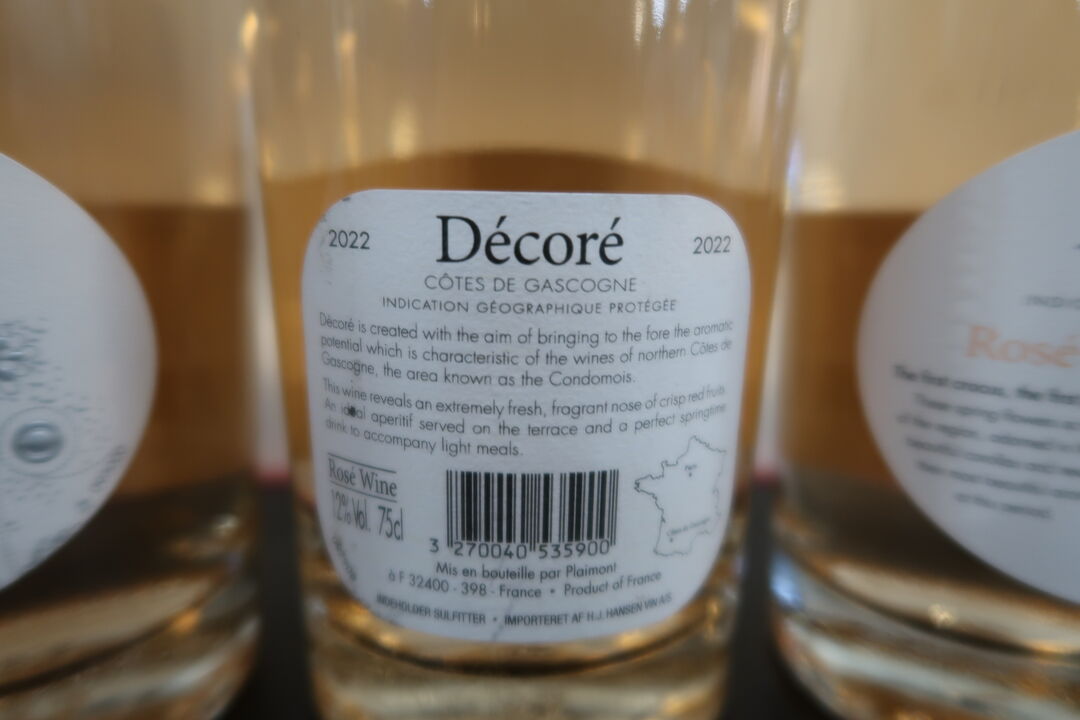 2022 Décoré 2022
CÔTES DE GASCOGNE
INDICATION GÉOGRAPHIQUE PROTÉGÉE
Décoré is created with the aim of bringing to the fore the aromatic
potential which is characteristic of the wines of northern Côtes de
Gascogne, the area known as the Condomois.
This wine reveals an extremely fresh, fragrant nose of crisp red fruits.
An ideal aperitif served on the terrace and a perfect springtime
drink to accompany light meals.
Rosé Wine
12% Vol. 75cl
Paris
3 270040 535900
Mis en bouteille par Plaimont
à F 32400 - 398 - France • Product of France
INDEHOLDER SULFITTER • IMPORTERET AF H.J. HANSEN VIN A/S
Rosé